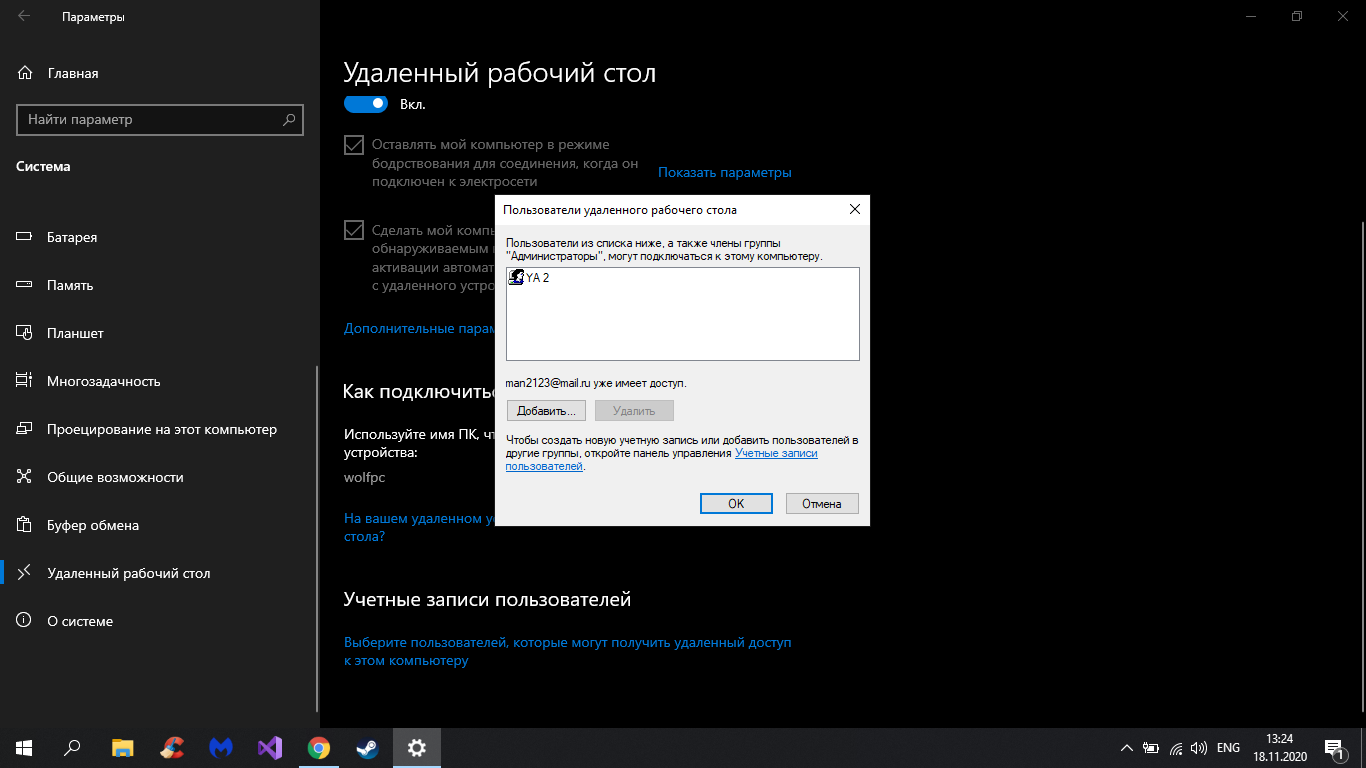 Параметры
Главная
Найти параметр
Система
Батарея
Память
Планшет
Многозадачность
Проецирование на этот компьютер
Общие возможности
Буфер обмена
Удаленный рабочий стол
О системе
Удаленный рабочий стол
Вкл.
Оставлять мой компьютер в режиме
бодрствования для соединения, когда он
подключен к электросети
Показать параметры
Сделать мой комп
обнаруживаемым
активации автомат
с удаленного устро
Дополнительные парам
Как подключитьс
Используйте имя ПК, чт
устройства:
wolfpc
На вашем удаленном ус
стола?
Учетные записи пользователей
Выберите пользователей, которые могут получить удаленный доступ
к этом компьютеру
Пользователи удаленного рабочего стола
Пользователи из списка ниже, а также члены группы
"Администраторы", могут подключаться к этому компьютеру.
YA 2
man2123@mail.ru уже имеет доступ.
Добавить...
Удалить
Чтобы создать новую учетную запись или добавить пользователей в
другие группы, откройте панель управления Учетные записи
пользователей.
OK
Отмена
ENG
13:24
18.11.2020
1